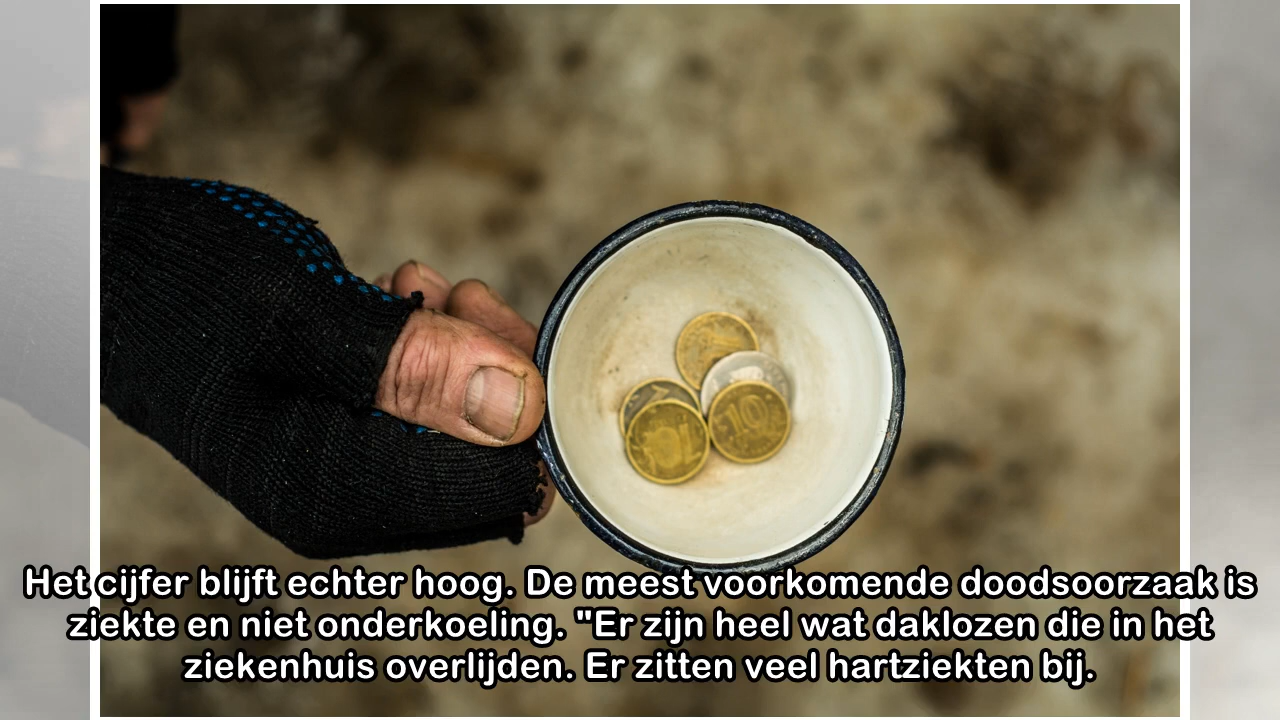 10
Het cijfer blijft echter hoog. De meest voorkomende doodsoorzaak is
ziekte en niet onderkoeling. "Er zijn heel wat daklozen die in het
ziekenhuis overlijden. Er zitten veel hartziekten bij.